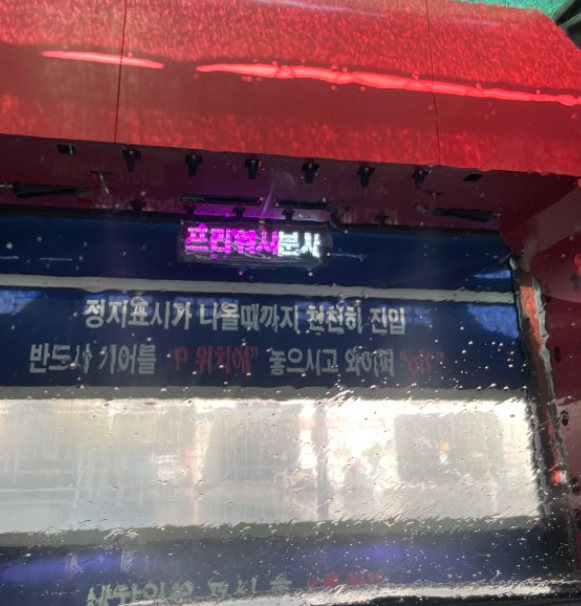 프리워시분사
정지표시가 나올때까지 천천히 진입
반드시 기어를 "P 위치에" 놓으시고 와이퍼